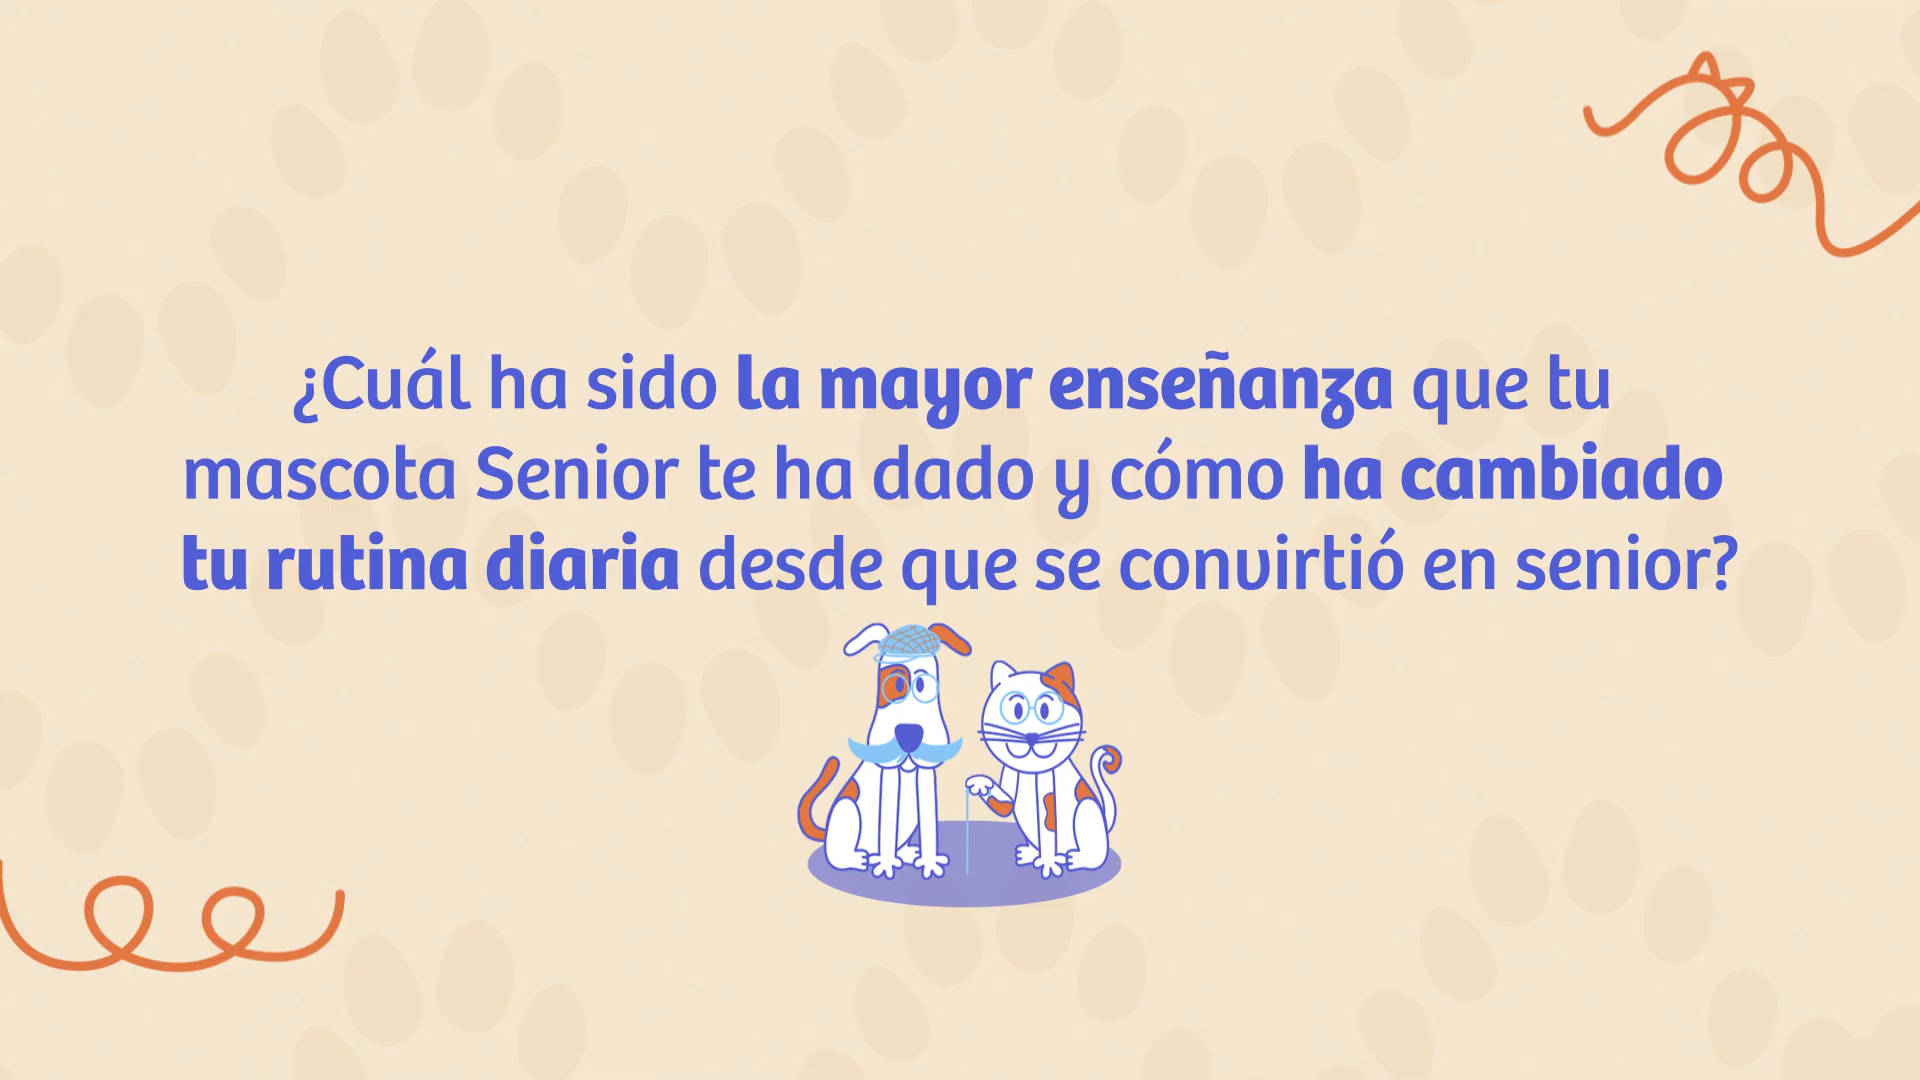 ¿Cuál ha sido la mayor enseñanza que tu
mascota Senior te ha dado y cómo ha cambiado
tu rutina diaria desde que se convirtió en senior?